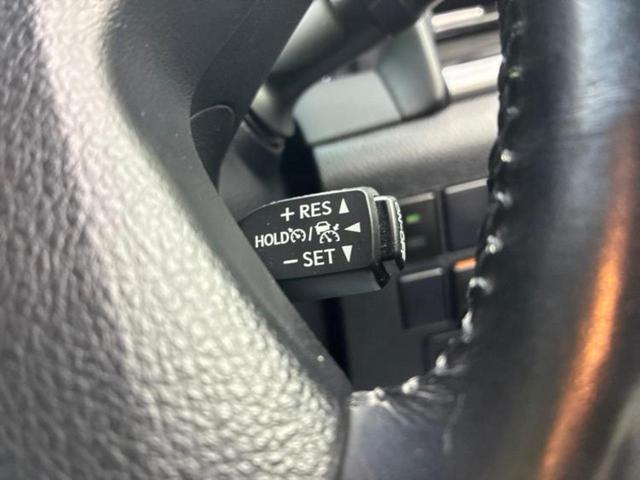 + RES ▲
HOLD / ◀
− SET ▼